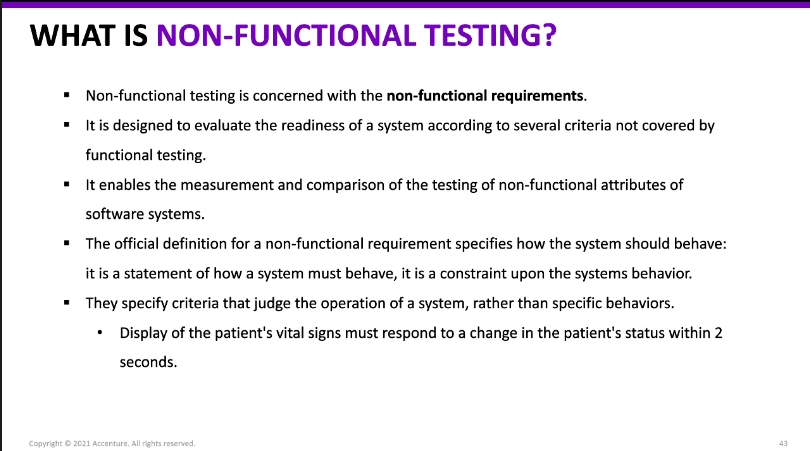 WHAT IS NON-FUNCTIONAL TESTING?
▪ Non-functional testing is concerned with the non-functional requirements.
▪ It is designed to evaluate the readiness of a system according to several criteria not covered by
functional testing.
▪ It enables the measurement and comparison of the testing of non-functional attributes of
software systems.
▪ The official definition for a non-functional requirement specifies how the system should behave:
it is a statement of how a system must behave, it is a constraint upon the systems behavior.
▪ They specify criteria that judge the operation of a system, rather than specific behaviors.
• Display of the patient's vital signs must respond to a change in the patient's status within 2
seconds.
Copyright © 2021 Accenture. All rights reserved.
43